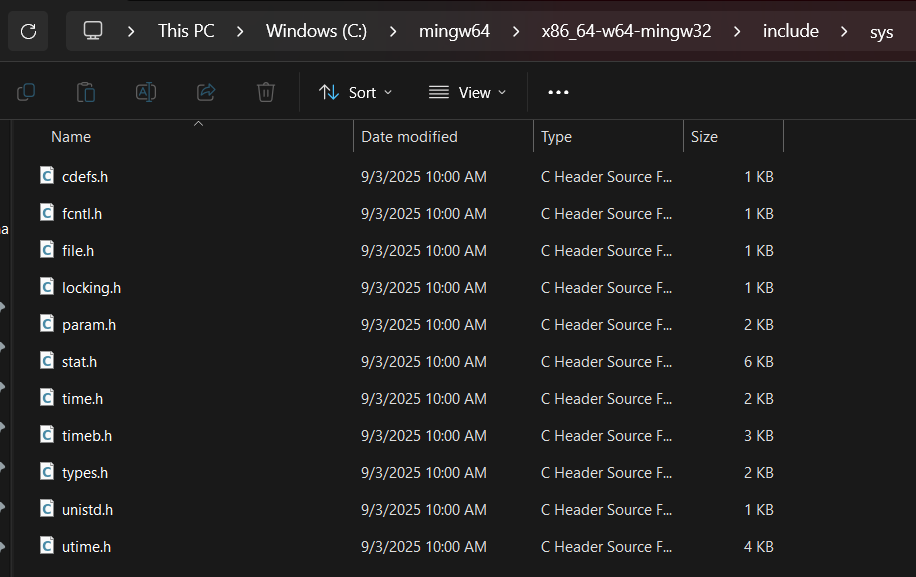 This PC > Windows (C:) > mingw64 > x86_64-w64-mingw32 > include > sys
Sort View
Name Date modified Type Size
cdefs.h 9/3/2025 10:00 AM C Header Source F... 1 KB
fcntl.h 9/3/2025 10:00 AM C Header Source F... 1 KB
file.h 9/3/2025 10:00 AM C Header Source F... 1 KB
locking.h 9/3/2025 10:00 AM C Header Source F... 1 KB
param.h 9/3/2025 10:00 AM C Header Source F... 2 KB
stat.h 9/3/2025 10:00 AM C Header Source F... 6 KB
time.h 9/3/2025 10:00 AM C Header Source F... 2 KB
timeb.h 9/3/2025 10:00 AM C Header Source F... 3 KB
types.h 9/3/2025 10:00 AM C Header Source F... 2 KB
unistd.h 9/3/2025 10:00 AM C Header Source F... 1 KB
utime.h 9/3/2025 10:00 AM C Header Source F... 4 KB